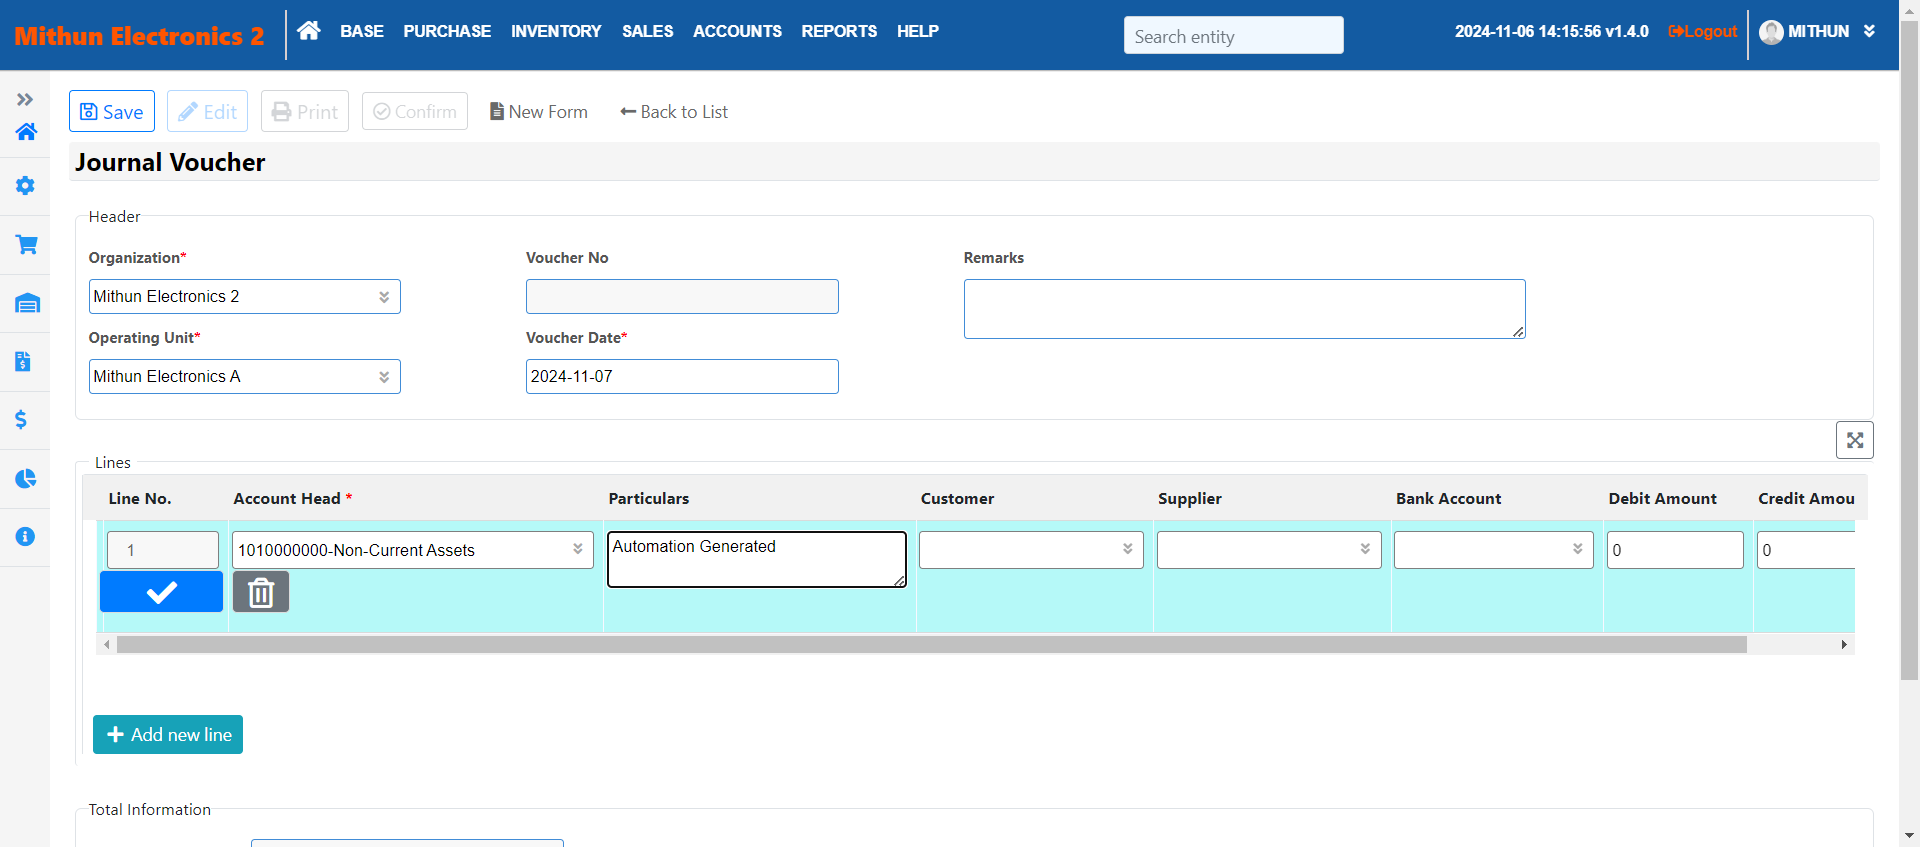 Mithun Electronics 2
BASE PURCHASE INVENTORY SALES ACCOUNTS REPORTS HELP
Search entity
2024-11-06 14:15:56 v1.4.0
Logout
MITHUN
Save Edit Print Confirm New Form Back to List
Journal Voucher
Header
Organization* Voucher No Remarks
Mithun Electronics 2
Operating Unit* Voucher Date*
Mithun Electronics A 2024-11-07
Lines
Line No. Account Head * Particulars Customer Supplier Bank Account Debit Amount Credit Amou
1 1010000000-Non-Current Assets Automation Generated 0 0
Add new line
Total Information